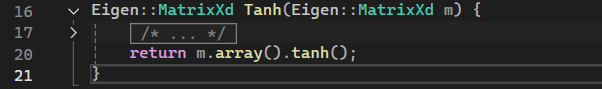 16 Eigen::MatrixXd Tanh(Eigen::MatrixXd m) {
17 /* ... */
20 return m.array().tanh();
21 }